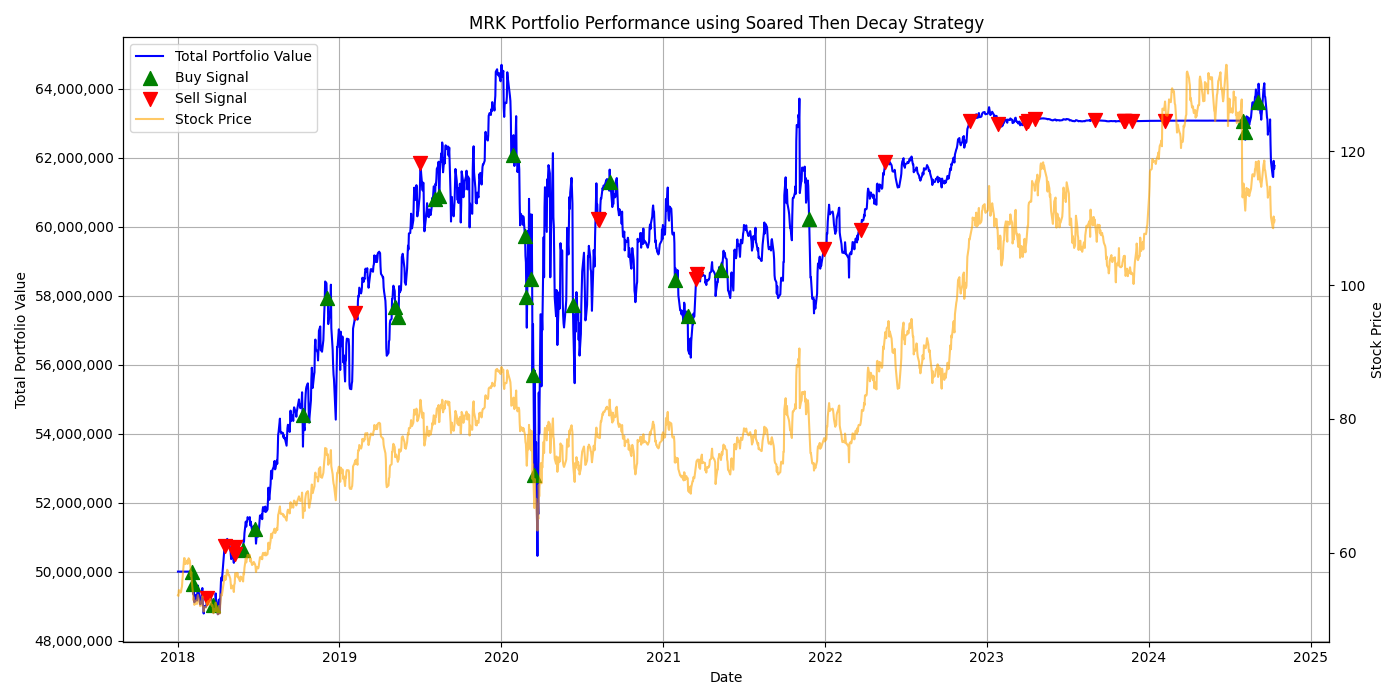 MRK Portfolio Performance using Soared Then Decay Strategy
Total Portfolio Value
Buy Signal
Sell Signal
Stock Price
64,000,000
62,000,000
60,000,000
58,000,000
56,000,000
54,000,000
52,000,000
50,000,000
48,000,000
Total Portfolio Value
120
100
80
60
Stock Price
2018
2019
2020
2021
2022
2023
2024
2025
Date